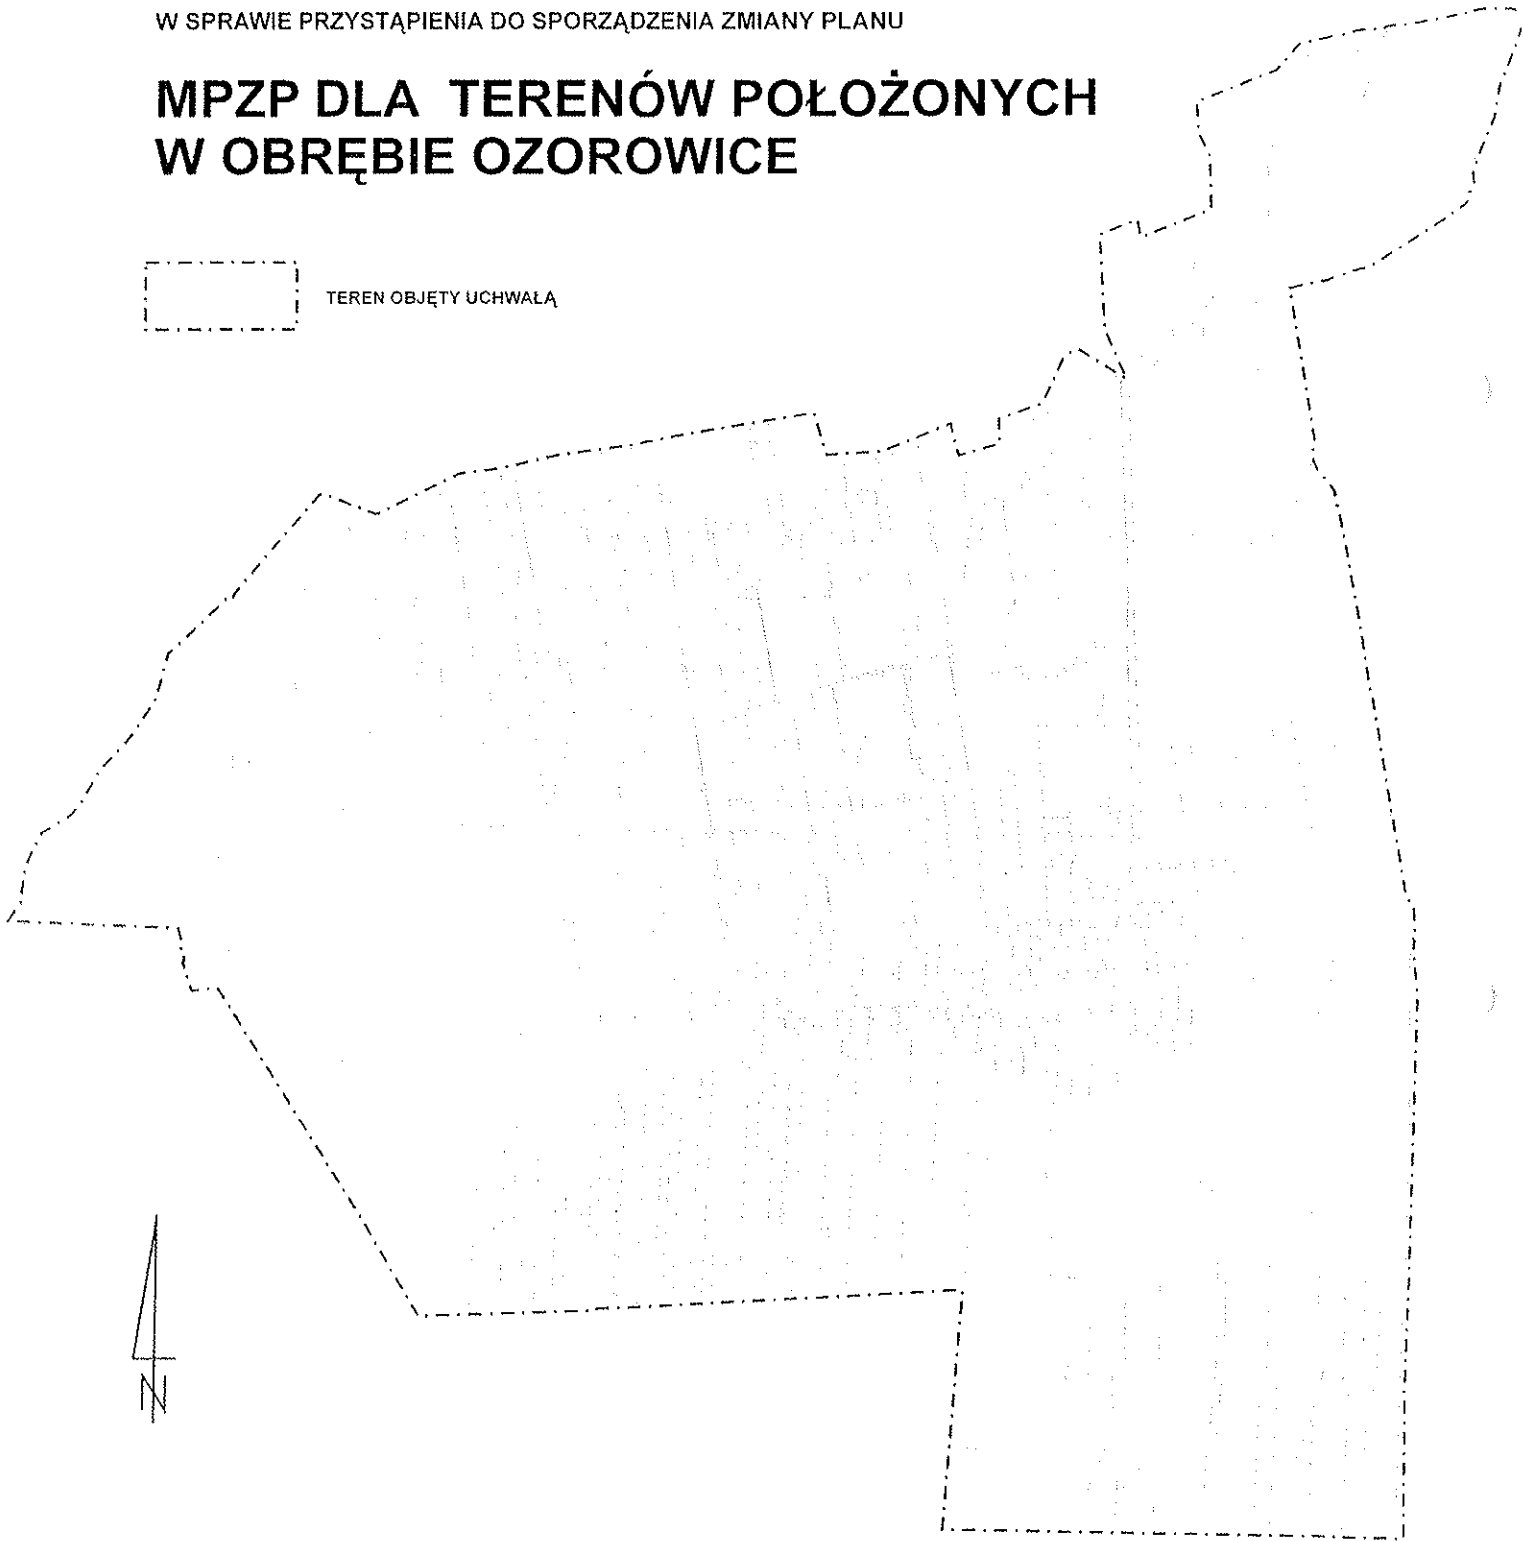 W SPRAWIE PRZYSTĄPIENIA DO SPORZĄDZENIA ZMIANY PLANU
MPZP DLA TERENÓW POŁOŻONYCH
W OBRĘBIE OZOROWICE
TEREN OBJĘTY UCHWAŁĄ
N